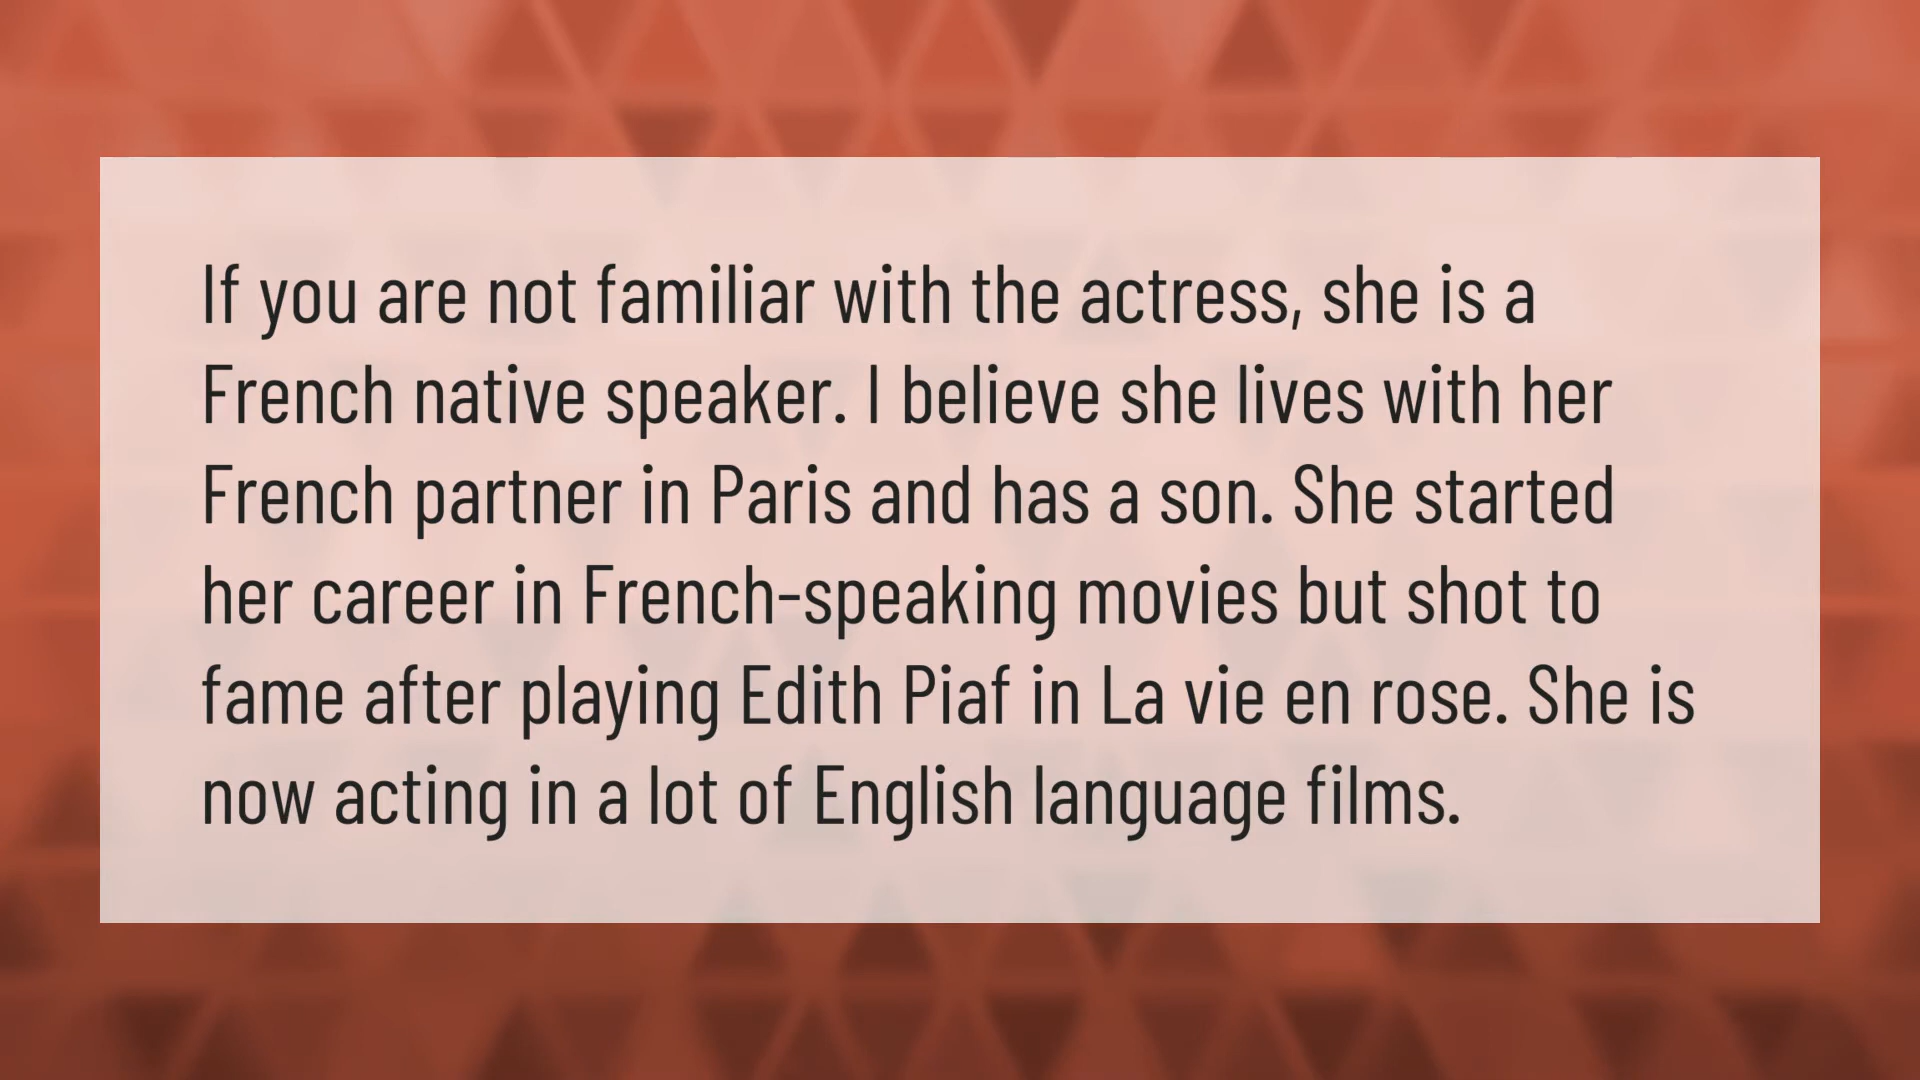 If you are not familiar with the actress, she is a
French native speaker. I believe she lives with her
French partner in Paris and has a son. She started
her career in French-speaking movies but shot to
fame after playing Edith Piaf in La vie en rose. She is
now acting in a lot of English language films.